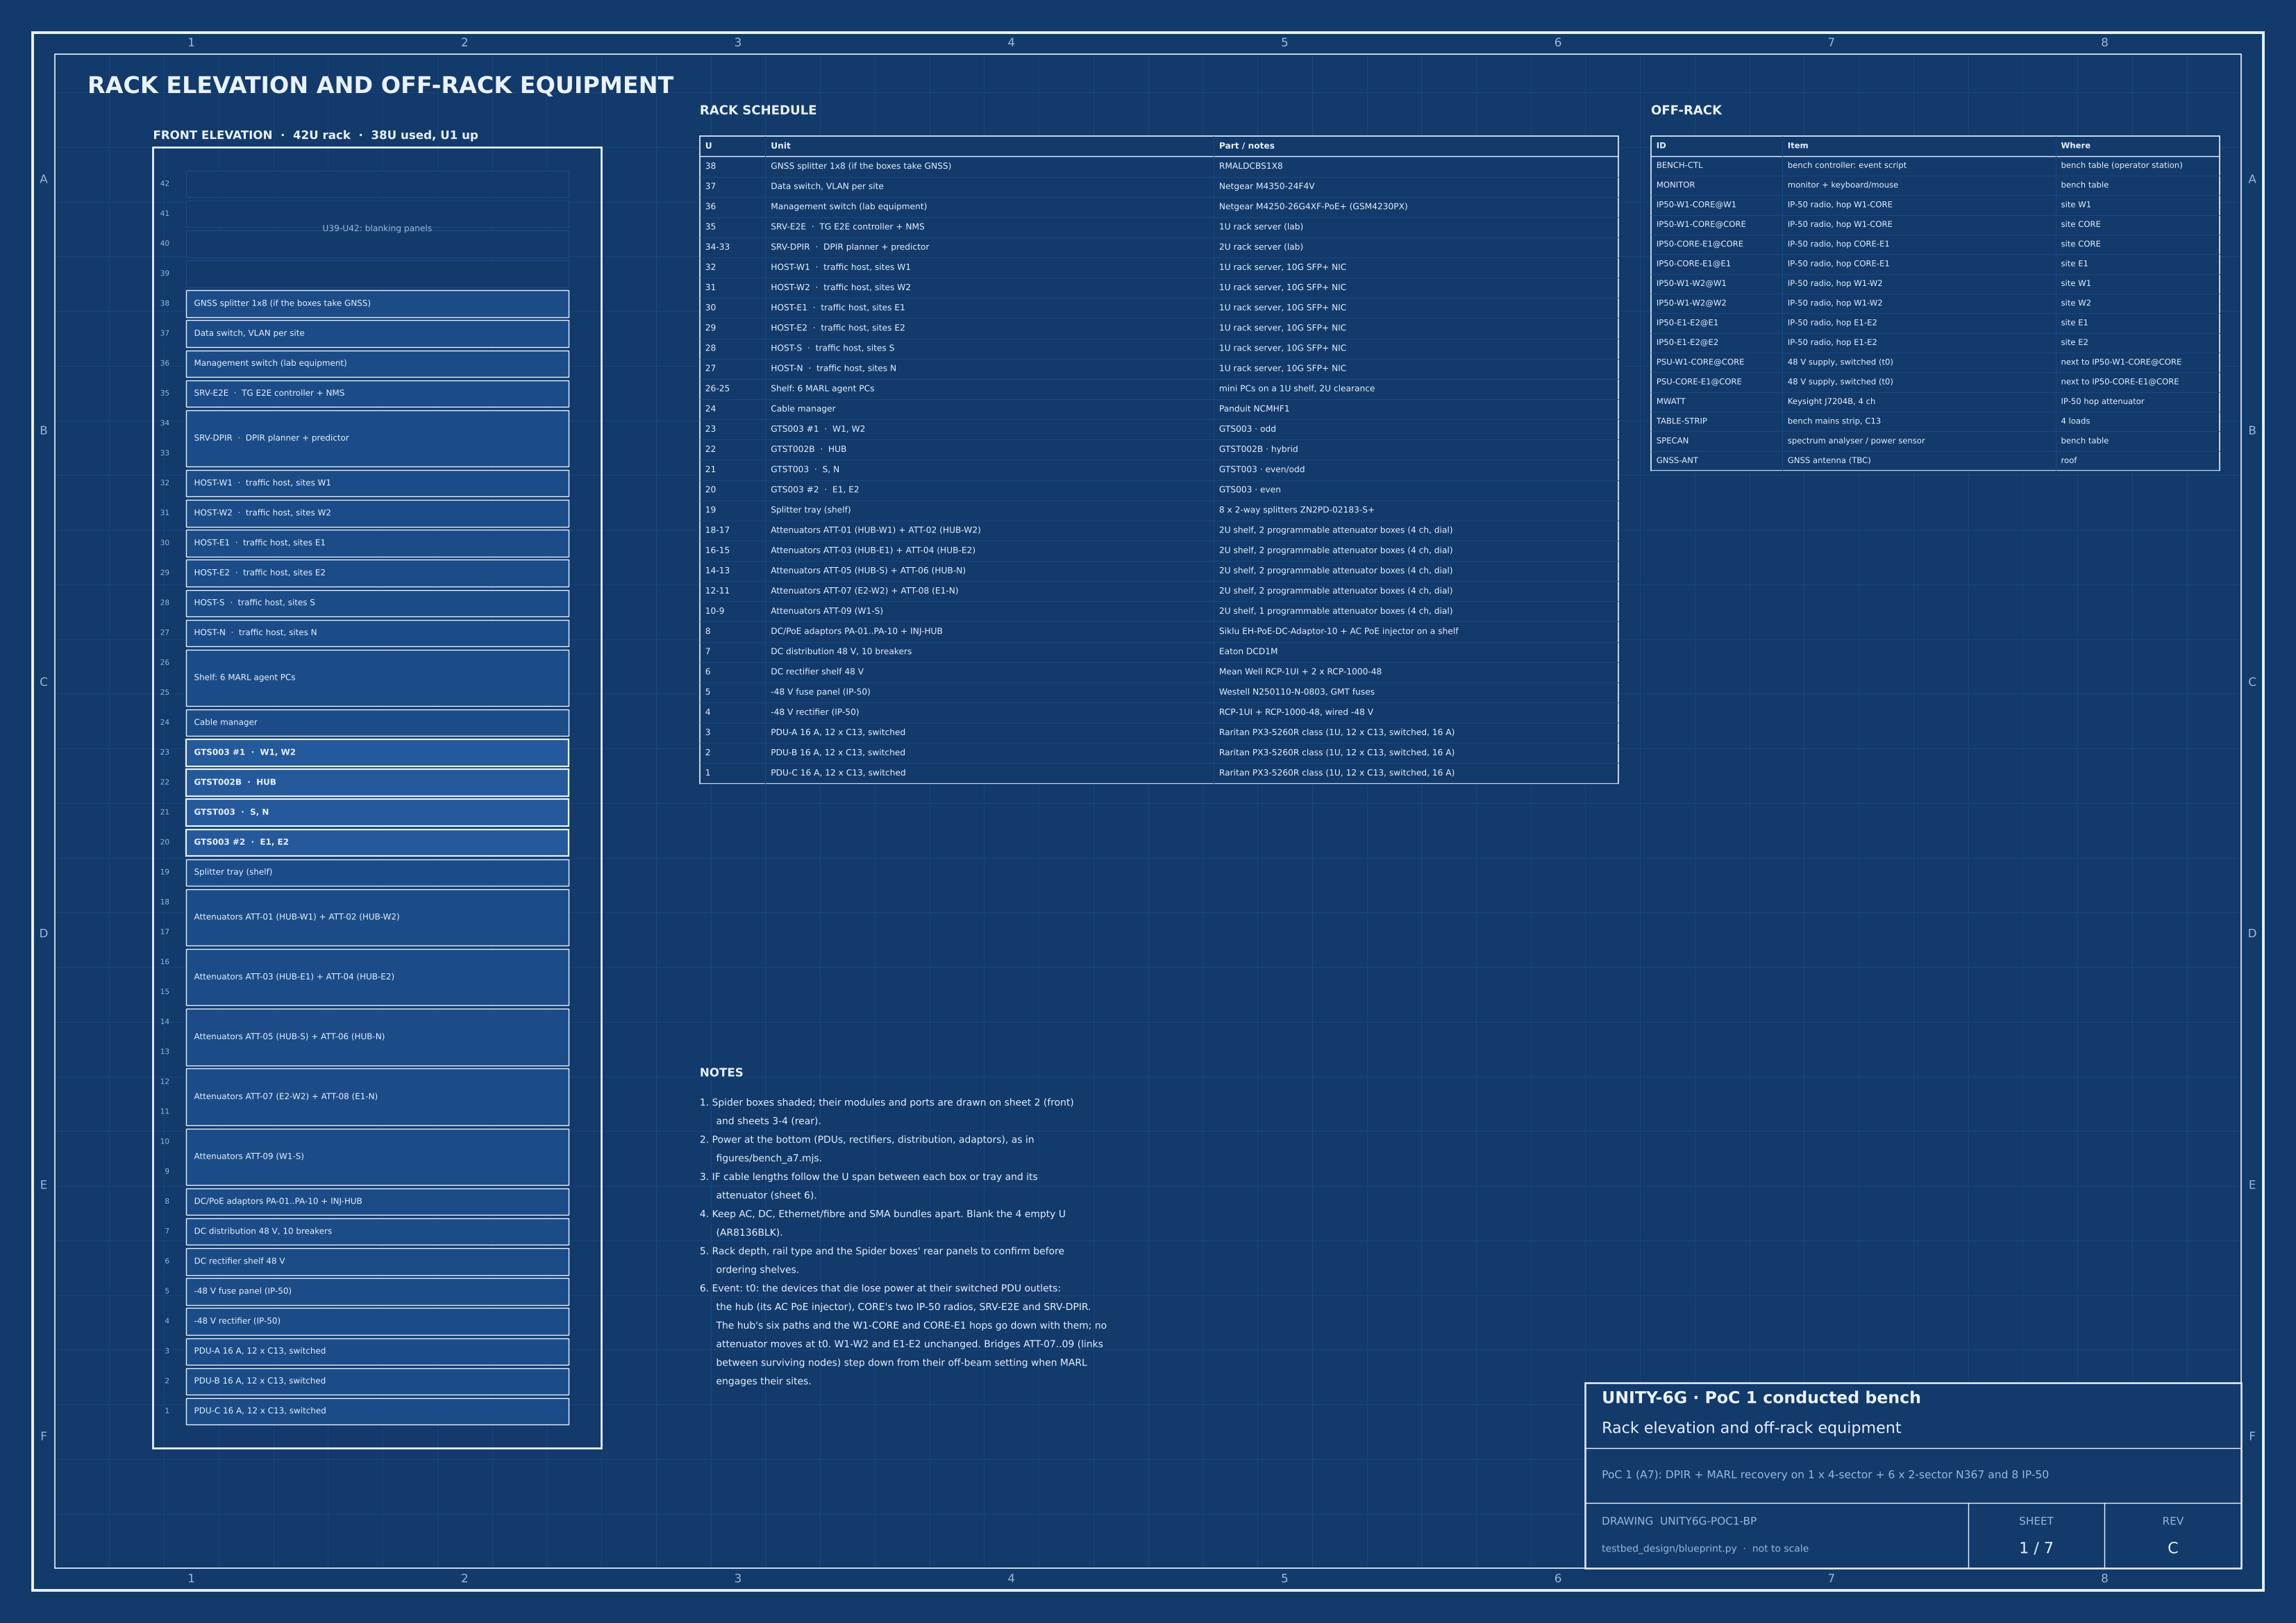 1 2 3 4 5 6 7 8
RACK ELEVATION AND OFF-RACK EQUIPMENT
FRONT ELEVATION · 42U rack · 38U used, U1 up
42
41
U39-U42: blanking panels
40
39
38 GNSS splitter 1x8 (if the boxes take GNSS)
37 Data switch, VLAN per site
36 Management switch (lab equipment)
35 SRV-E2E · TG E2E controller + NMS
34
SRV-DPIR · DPIR planner + predictor
33
32 HOST-W1 · traffic host, sites W1
31 HOST-W2 · traffic host, sites W2
30 HOST-E1 · traffic host, sites E1
29 HOST-E2 · traffic host, sites E2
28 HOST-S · traffic host, sites S
27 HOST-N · traffic host, sites N
26
Shelf: 6 MARL agent PCs
25
24 Cable manager
23 GTS003 #1 · W1, W2
22 GTST002B · HUB
21 GTST003 · S, N
20 GTS003 #2 · E1, E2
19 Splitter tray (shelf)
18
Attenuators ATT-01 (HUB-W1) + ATT-02 (HUB-W2)
17
16
Attenuators ATT-03 (HUB-E1) + ATT-04 (HUB-E2)
15
14
Attenuators ATT-05 (HUB-S) + ATT-06 (HUB-N)
13
12
Attenuators ATT-07 (E2-W2) + ATT-08 (E1-N)
11
10
Attenuators ATT-09 (W1-S)
9
8 DC/PoE adaptors PA-01..PA-10 + INJ-HUB
7 DC distribution 48 V, 10 breakers
6 DC rectifier shelf 48 V
5 -48 V fuse panel (IP-50)
4 -48 V rectifier (IP-50)
3 PDU-A 16 A, 12 x C13, switched
2 PDU-B 16 A, 12 x C13, switched
1 PDU-C 16 A, 12 x C13, switched
RACK SCHEDULE
U Unit Part / notes
38 GNSS splitter 1x8 (if the boxes take GNSS) RMALDCBS1X8
37 Data switch, VLAN per site Netgear M4350-24F4V
36 Management switch (lab equipment) Netgear M4250-26G4XF-PoE+ (GSM4230PX)
35 SRV-E2E · TG E2E controller + NMS 1U rack server (lab)
34-33 SRV-DPIR · DPIR planner + predictor 2U rack server (lab)
32 HOST-W1 · traffic host, sites W1 1U rack server, 10G SFP+ NIC
31 HOST-W2 · traffic host, sites W2 1U rack server, 10G SFP+ NIC
30 HOST-E1 · traffic host, sites E1 1U rack server, 10G SFP+ NIC
29 HOST-E2 · traffic host, sites E2 1U rack server, 10G SFP+ NIC
28 HOST-S · traffic host, sites S 1U rack server, 10G SFP+ NIC
27 HOST-N · traffic host, sites N 1U rack server, 10G SFP+ NIC
26-25 Shelf: 6 MARL agent PCs mini PCs on a 1U shelf, 2U clearance
24 Cable manager Panduit NCMHF1
23 GTS003 #1 · W1, W2 GTS003 · odd
22 GTST002B · HUB GTST002B · hybrid
21 GTST003 · S, N GTST003 · even/odd
20 GTS003 #2 · E1, E2 GTS003 · even
19 Splitter tray (shelf) 8 x 2-way splitters ZN2PD-02183-S+
18-17 Attenuators ATT-01 (HUB-W1) + ATT-02 (HUB-W2) 2U shelf, 2 programmable attenuator boxes (4 ch, dial)
16-15 Attenuators ATT-03 (HUB-E1) + ATT-04 (HUB-E2) 2U shelf, 2 programmable attenuator boxes (4 ch, dial)
14-13 Attenuators ATT-05 (HUB-S) + ATT-06 (HUB-N) 2U shelf, 2 programmable attenuator boxes (4 ch, dial)
12-11 Attenuators ATT-07 (E2-W2) + ATT-08 (E1-N) 2U shelf, 2 programmable attenuator boxes (4 ch, dial)
10-9 Attenuators ATT-09 (W1-S) 2U shelf, 1 programmable attenuator boxes (4 ch, dial)
8 DC/PoE adaptors PA-01..PA-10 + INJ-HUB Siklu EH-PoE-DC-Adaptor-10 + AC PoE injector on a shelf
7 DC distribution 48 V, 10 breakers Eaton DCD1M
6 DC rectifier shelf 48 V Mean Well RCP-1UI + 2 x RCP-1000-48
5 -48 V fuse panel (IP-50) Westell N250110-N-0803, GMT fuses
4 -48 V rectifier (IP-50) RCP-1UI + RCP-1000-48, wired -48 V
3 PDU-A 16 A, 12 x C13, switched Raritan PX3-5260R class (1U, 12 x C13, switched, 16 A)
2 PDU-B 16 A, 12 x C13, switched Raritan PX3-5260R class (1U, 12 x C13, switched, 16 A)
1 PDU-C 16 A, 12 x C13, switched Raritan PX3-5260R class (1U, 12 x C13, switched, 16 A)
OFF-RACK
ID Item Where
BENCH-CTL bench controller: event script bench table (operator station)
MONITOR monitor + keyboard/mouse bench table
IP50-W1-CORE@W1 IP-50 radio, hop W1-CORE site W1
IP50-W1-CORE@CORE IP-50 radio, hop W1-CORE site CORE
IP50-CORE-E1@CORE IP-50 radio, hop CORE-E1 site CORE
IP50-CORE-E1@E1 IP-50 radio, hop CORE-E1 site E1
IP50-W1-W2@W1 IP-50 radio, hop W1-W2 site W1
IP50-W1-W2@W2 IP-50 radio, hop W1-W2 site W2
IP50-E1-E2@E1 IP-50 radio, hop E1-E2 site E1
IP50-E1-E2@E2 IP-50 radio, hop E1-E2 site E2
PSU-W1-CORE@CORE 48 V supply, switched (t0) next to IP50-W1-CORE@CORE
PSU-CORE-E1@CORE 48 V supply, switched (t0) next to IP50-CORE-E1@CORE
MWATT Keysight J7204B, 4 ch IP-50 hop attenuator
TABLE-STRIP bench mains strip, C13 4 loads
SPECAN spectrum analyser / power sensor bench table
GNSS-ANT GNSS antenna (TBC) roof
NOTES
1. Spider boxes shaded; their modules and ports are drawn on sheet 2 (front)
and sheets 3-4 (rear).
2. Power at the bottom (PDUs, rectifiers, distribution, adaptors), as in
figures/bench_a7.mjs.
3. IF cable lengths follow the U span between each box or tray and its
attenuator (sheet 6).
4. Keep AC, DC, Ethernet/fibre and SMA bundles apart. Blank the 4 empty U
(AR8136BLK).
5. Rack depth, rail type and the Spider boxes' rear panels to confirm before
ordering shelves.
6. Event: t0: the devices that die lose power at their switched PDU outlets:
the hub (its AC PoE injector), CORE's two IP-50 radios, SRV-E2E and SRV-DPIR.
The hub's six paths and the W1-CORE and CORE-E1 hops go down with them; no
attenuator moves at t0. W1-W2 and E1-E2 unchanged. Bridges ATT-07..09 (links
between surviving nodes) step down from their off-beam setting when MARL
engages their sites.
UNITY-6G · PoC 1 conducted bench
Rack elevation and off-rack equipment
PoC 1 (A7): DPIR + MARL recovery on 1 x 4-sector + 6 x 2-sector N367 and 8 IP-50
DRAWING UNITY6G-POC1-BP
testbed_design/blueprint.py · not to scale
SHEET
1 / 7
REV
C
A A
B B
C C
D D
E E
F F
1 2 3 4 5 6 7 8